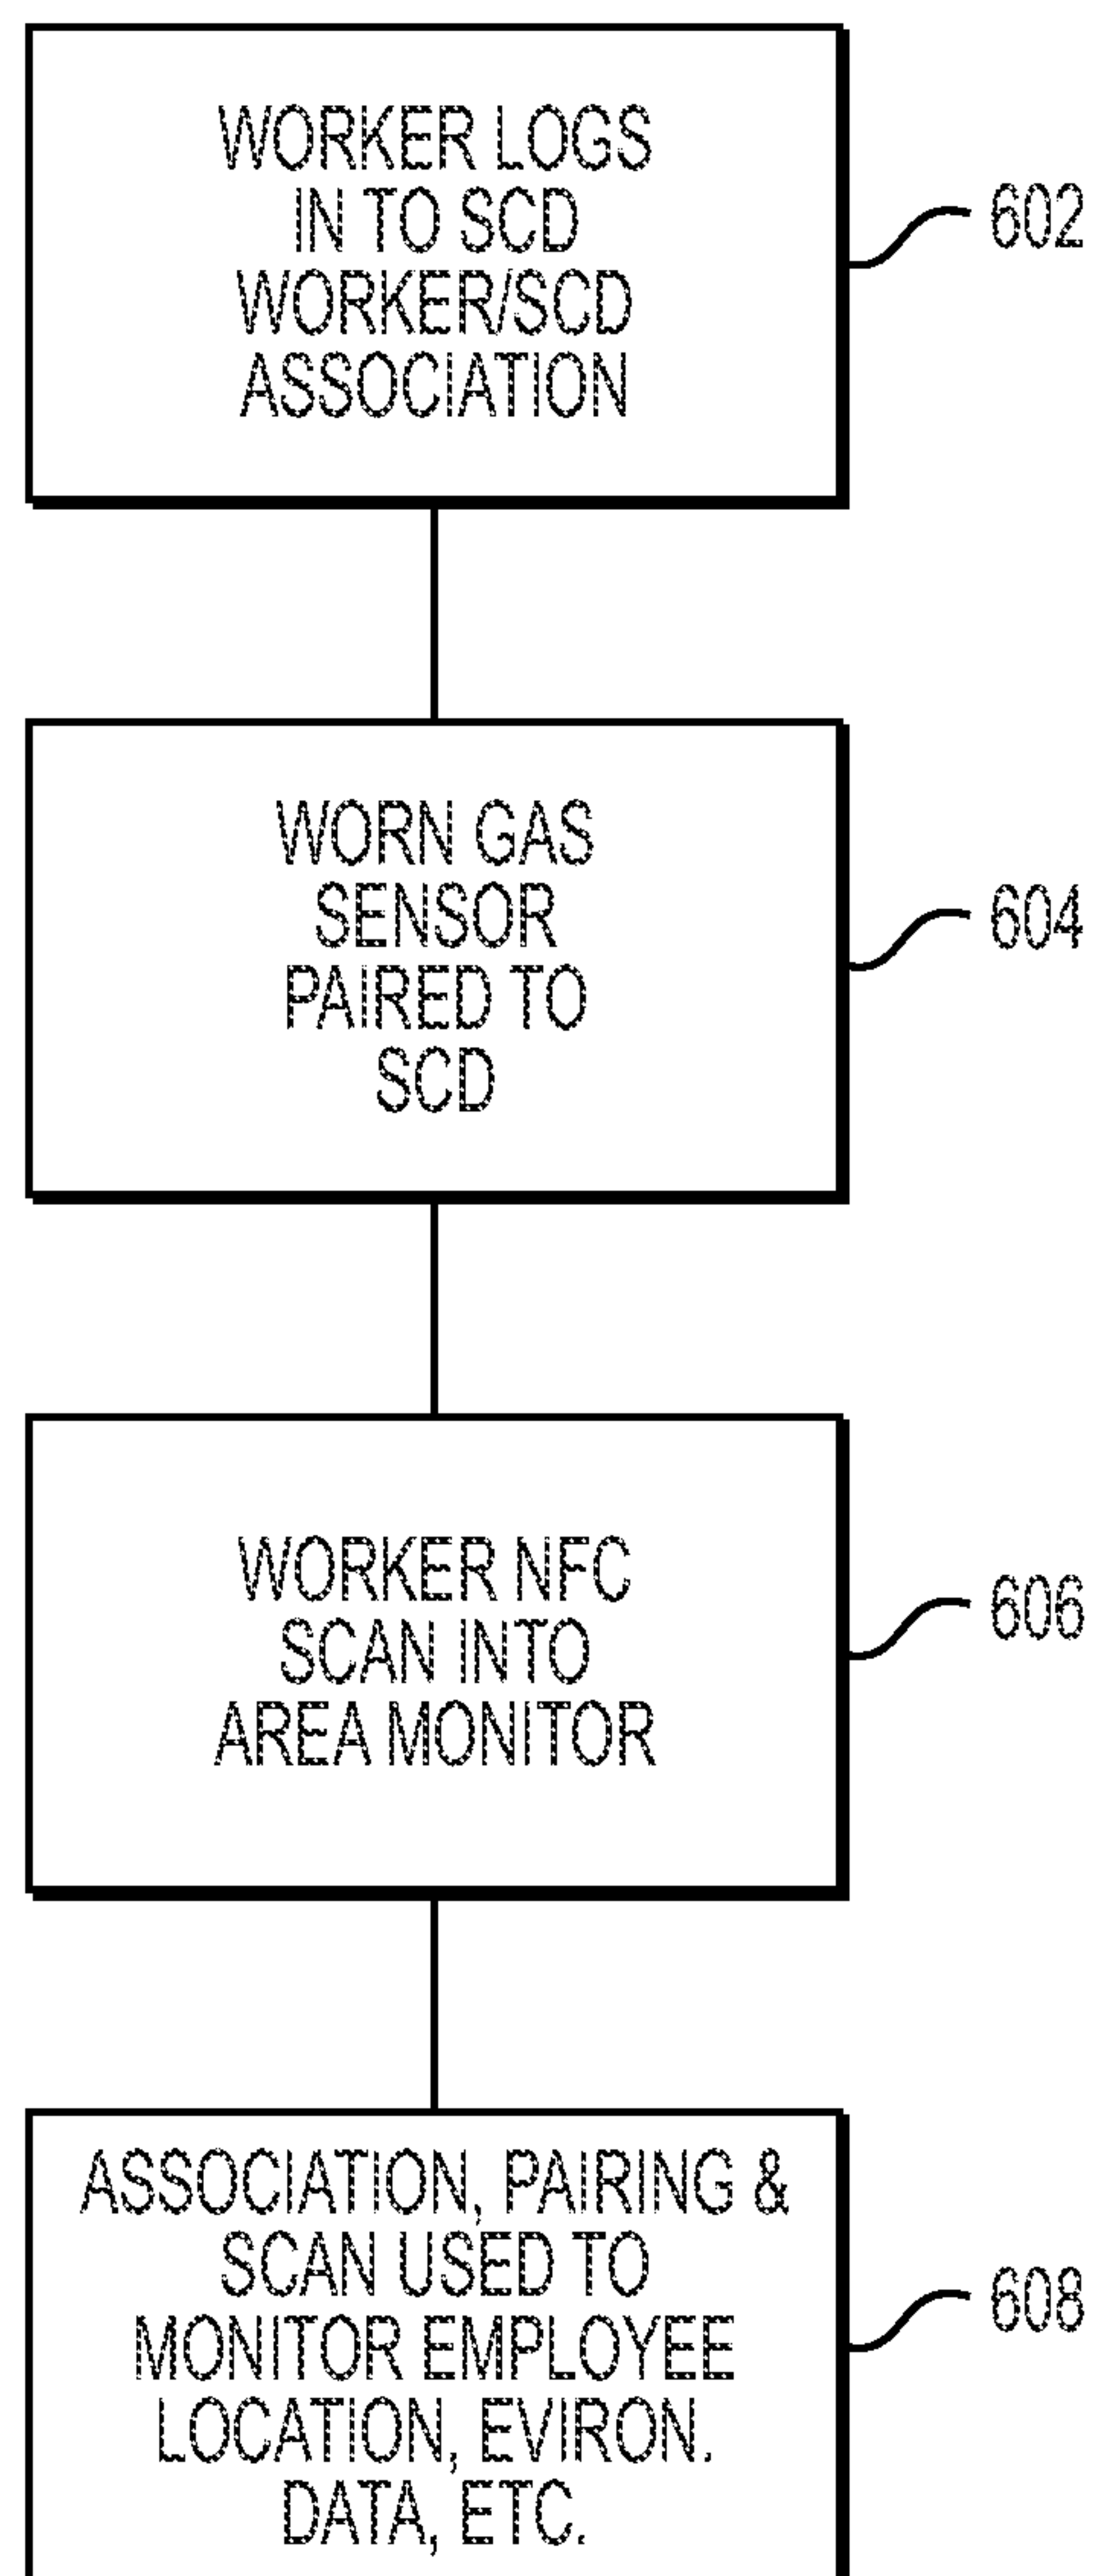 WORKER LOGS
IN TO SCD
WORKER/SCD
ASSOCIATION
602
WORN GAS
SENSOR
PAIRED TO
SCD
604
WORKER NFC
SCAN INTO
AREA MONITOR
606
ASSOCIATION, PAIRING &
SCAN USED TO
MONITOR EMPLOYEE
LOCATION, EVIRON.
DATA, ETC.
608